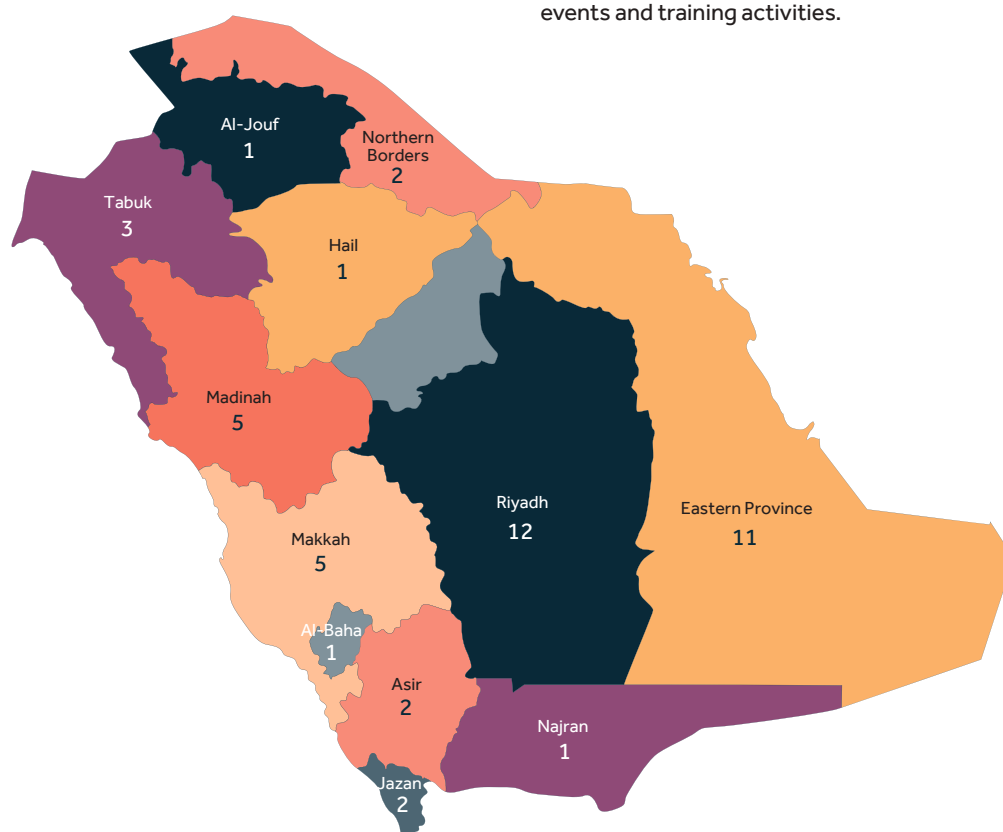 events and training activities.
Al-Jouf
1
Northern
Borders
2
Tabuk
3
Hail
1
Madinah
5
Riyadh
12
Eastern Province
11
Makkah
5
Al-Baha
1
Asir
2
Najran
1
Jazan
2